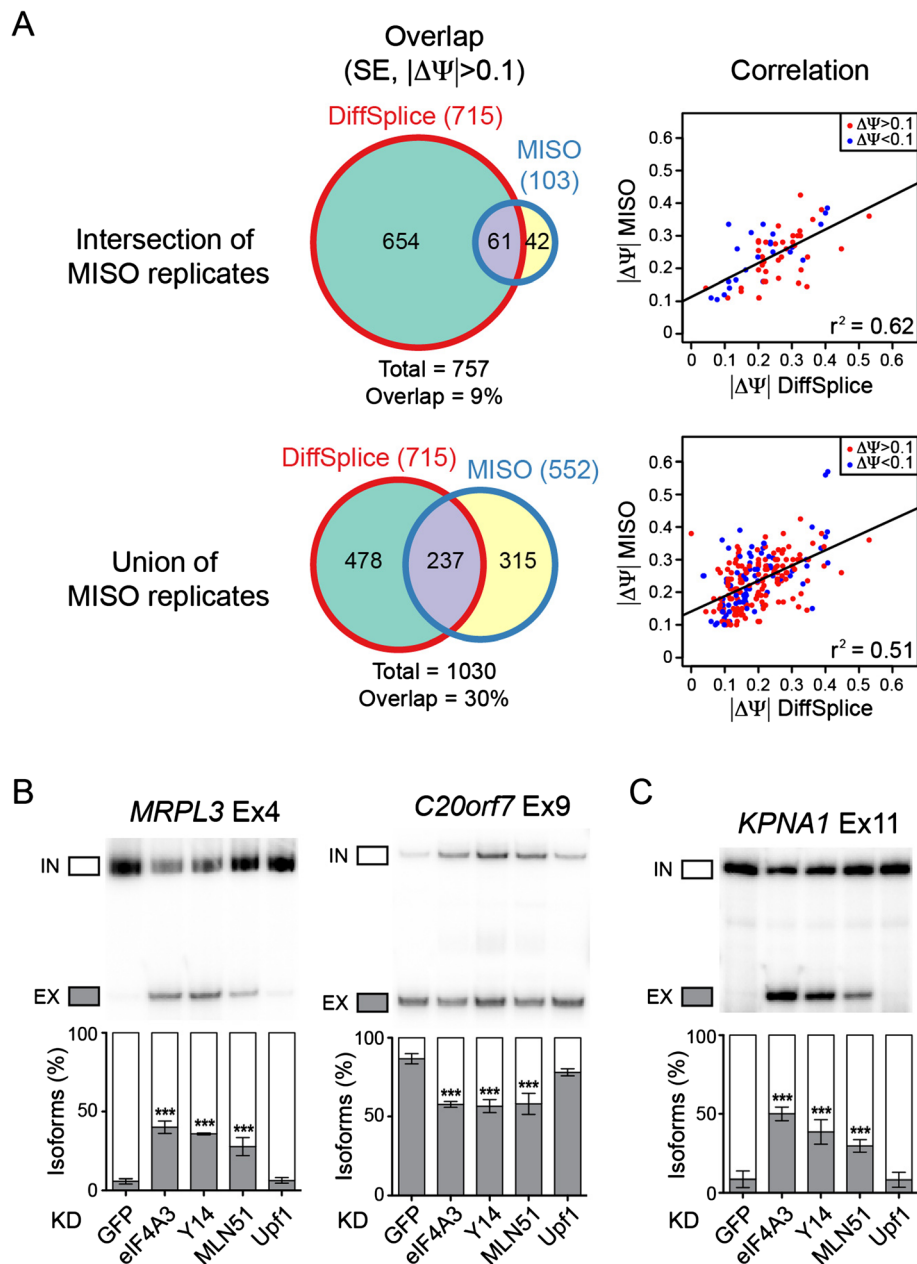 A
Overlap
(SE, |ΔΨ|>0.1)
Correlation
DiffSplice (715)
MISO
(103)
Intersection of
MISO replicates
654
61
42
Total = 757
Overlap = 9%
|ΔΨ| MISO
0.6
0.5
0.4
0.3
0.2
0.1
0
ΔΨ>0.1
ΔΨ<0.1
r² = 0.62
0 0.1 0.2 0.3 0.4 0.5 0.6
|ΔΨ| DiffSplice
DiffSplice (715)
MISO (552)
Union of
MISO replicates
478
237
315
Total = 1030
Overlap = 30%
|ΔΨ| MISO
0.6
0.5
0.4
0.3
0.2
0.1
0
ΔΨ>0.1
ΔΨ<0.1
r² = 0.51
0 0.1 0.2 0.3 0.4 0.5 0.6
|ΔΨ| DiffSplice
B
MRPL3 Ex4
IN
EX
Isoforms (%)
100
50
0
*** *** ***
KD
GFP
eIF4A3
Y14
MLN51
Upf1
C20orf7 Ex9
IN
EX
Isoforms (%)
100
50
0
*** *** ***
GFP
eIF4A3
Y14
MLN51
Upf1
C
KPNA1 Ex11
IN
EX
Isoforms (%)
100
50
0
*** *** ***
KD
GFP
eIF4A3
Y14
MLN51
Upf1